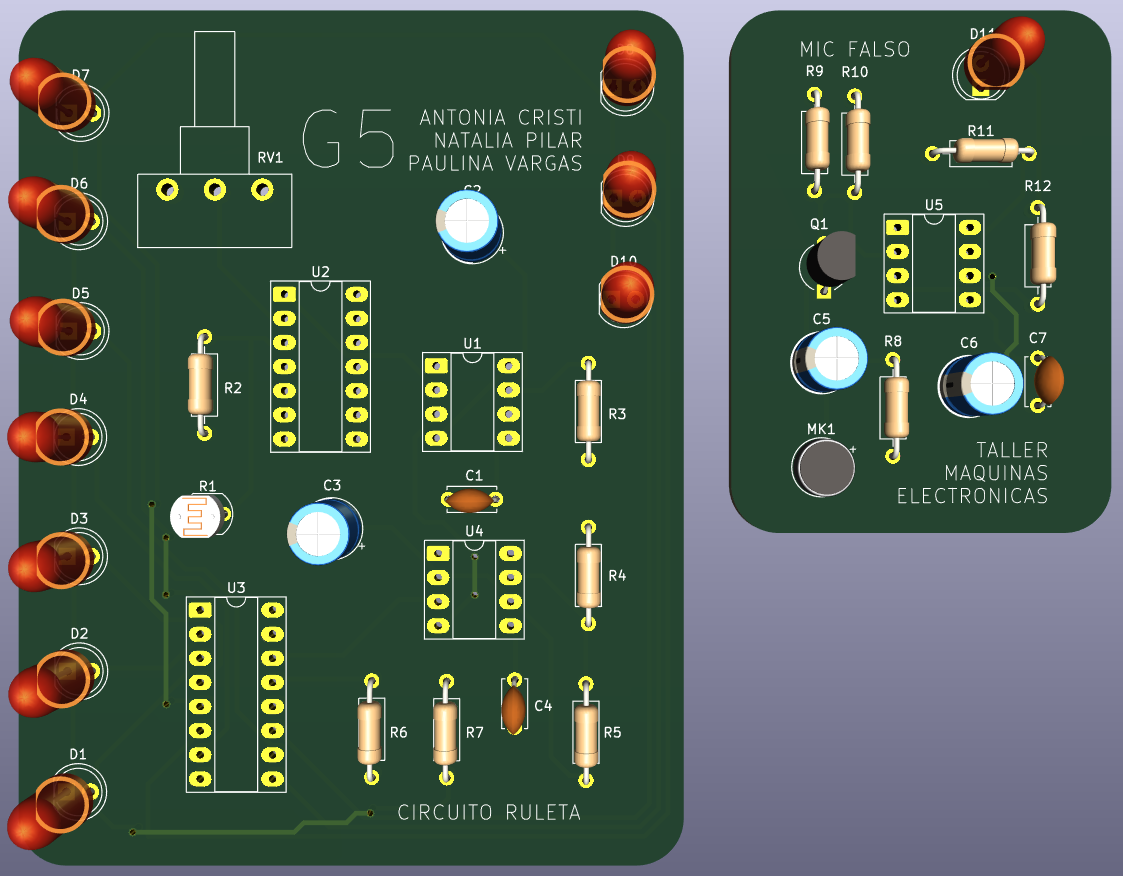 D7
RV1
G5
ANTONIA CRISTI
NATALIA PILAR
PAULINA VARGAS
D6
U2
D10
D5
U1
R2
R3
D4
C1
R1
C3
U4
D3
R4
U3
D2
C4
R6
R7
R5
D1
CIRCUITO RULETA
MIC FALSO
R9
R10
D11
R11
R12
U5
Q1
C5
R8
C6
C7
MK1
TALLER
MAQUINAS
ELECTRONICAS